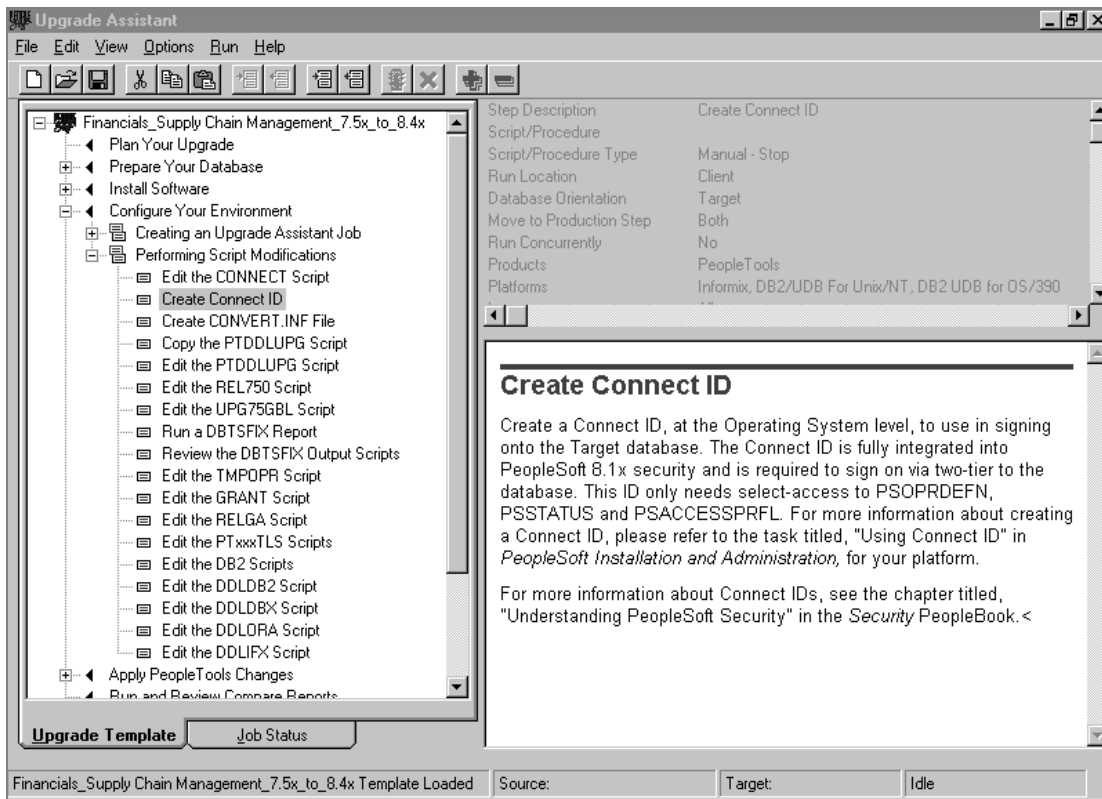 Upgrade Assistant
File Edit View Options Run Help
Financials_Supply Chain Management_7.5x_to_8.4x
Plan Your Upgrade
Prepare Your Database
Install Software
Configure Your Environment
Creating an Upgrade Assistant Job
Performing Script Modifications
Edit the CONNECT Script
Create Connect ID
Create CONVERT.INF File
Copy the PTDDLUPG Script
Edit the PTDDLUPG Script
Edit the REL750 Script
Edit the UPG75GBL Script
Run a DBTSFIX Report
Review the DBTSFIX Output Scripts
Edit the TMPOPR Script
Edit the GRANT Script
Edit the RELGA Script
Edit the PTxxxTLS Scripts
Edit the DB2 Scripts
Edit the DDLDB2 Script
Edit the DDLDBX Script
Edit the DDLORA Script
Edit the DDLIFX Script
Apply PeopleTools Changes
Run and Review Compare Reports
Upgrade Template Job Status
Step Description Create Connect ID
Script/Procedure
Script/Procedure Type Manual - Stop
Run Location Client
Database Orientation Target
Move to Production Step Both
Run Concurrently No
Products PeopleTools
Platforms Informix, DB2/UDB For Unix/NT, DB2 UDB for OS/390
Create Connect ID
Create a Connect ID, at the Operating System level, to use in signing
onto the Target database. The Connect ID is fully integrated into
PeopleSoft 8.1x security and is required to sign on via two-tier to the
database. This ID only needs select-access to PSOPRDEFN,
PSSTATUS and PSACCESSPRFL. For more information about creating
a Connect ID, please refer to the task titled, "Using Connect ID" in
PeopleSoft Installation and Administration, for your platform.
For more information about Connect IDs, see the chapter titled,
"Understanding PeopleSoft Security" in the Security PeopleBook.<
Financials_Supply Chain Management_7.5x_to_8.4x Template Loaded Source: Target: Idle